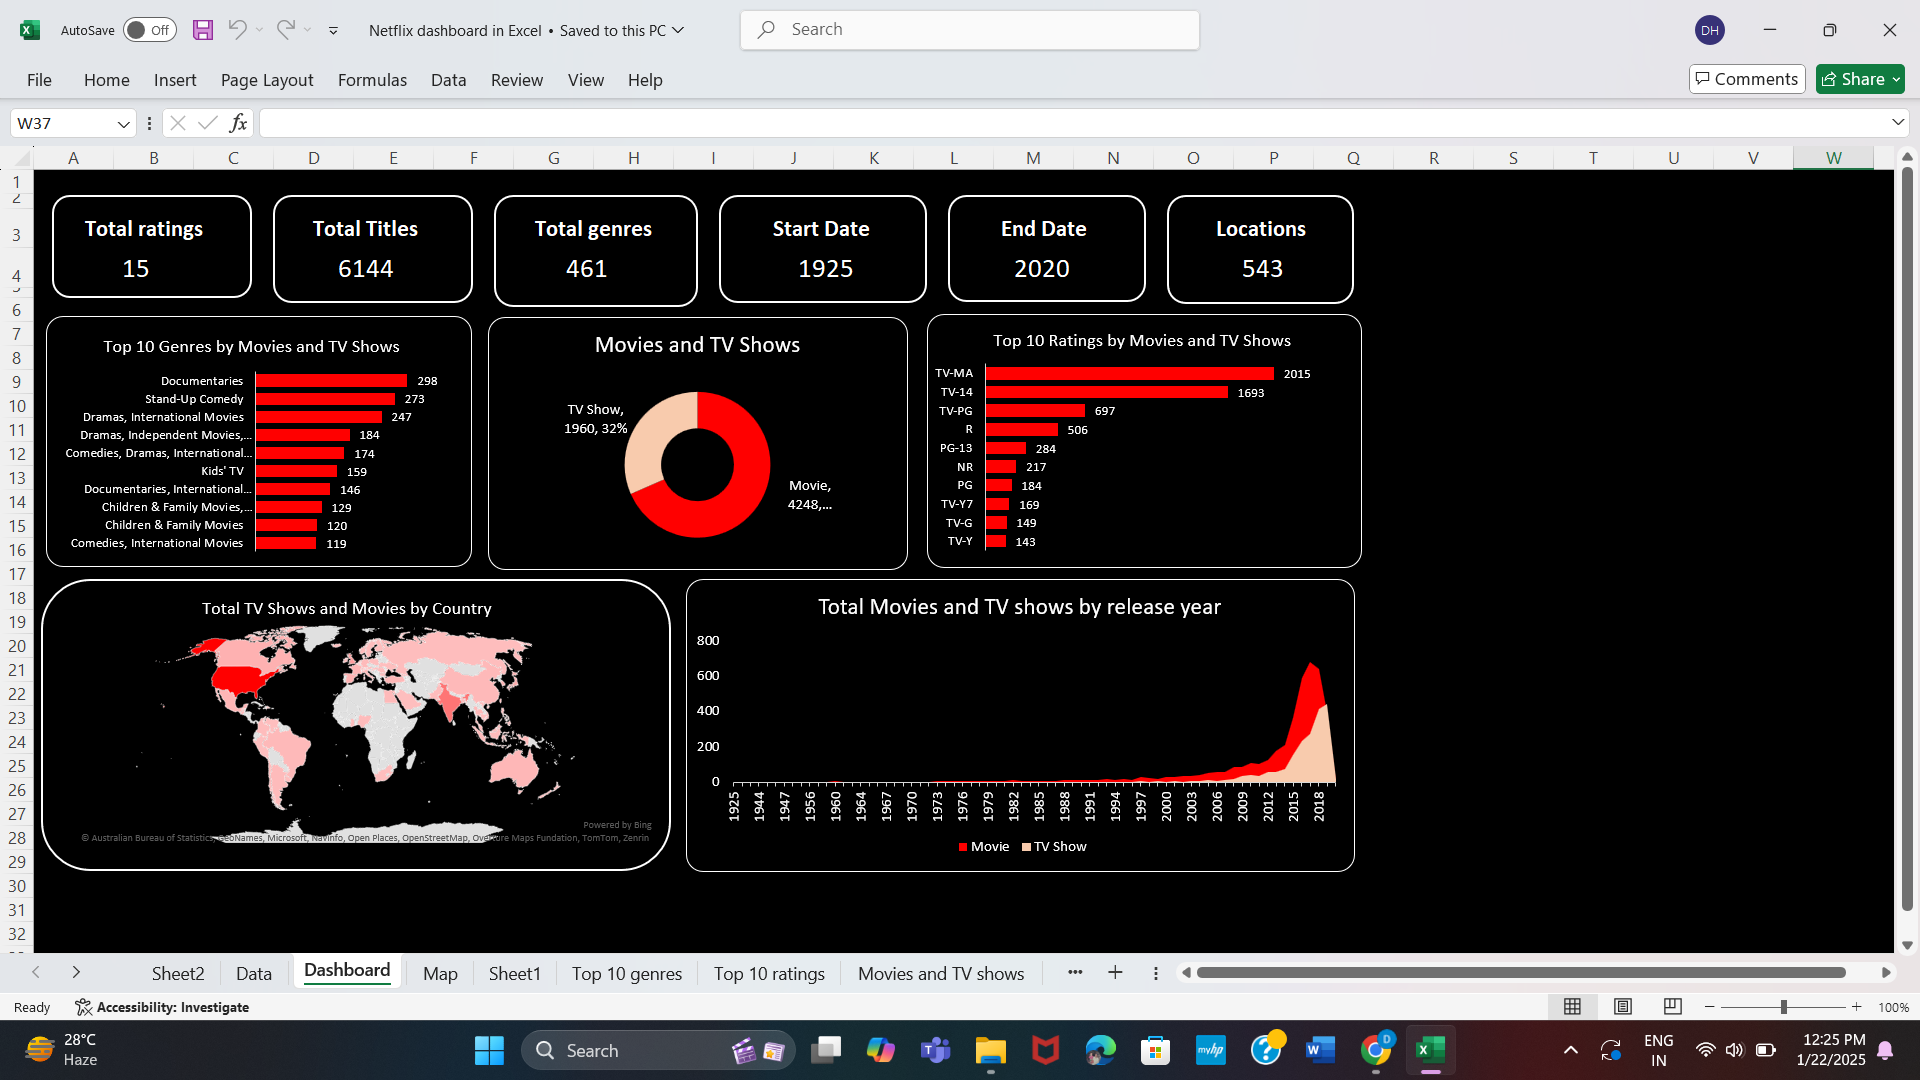 AutoSave Off Netflix dashboard in Excel • Saved to this PC Search DH
File Home Insert Page Layout Formulas Data Review View Help Comments Share
W37 fx
A B C D E F G H I J K L M N O P Q R S T U V W
1
2
3
4
5
6
7
8
9
10
11
12
13
14
15
16
17
18
19
20
21
22
23
24
25
26
27
28
29
30
31
32
Total ratings
15
Total Titles
6144
Total genres
461
Start Date
1925
End Date
2020
Locations
543
Top 10 Genres by Movies and TV Shows
Documentaries 298
Stand-Up Comedy 273
Dramas, International Movies 247
Dramas, Independent Movies,... 184
Comedies, Dramas, International... 174
Kids' TV 159
Documentaries, International... 146
Children & Family Movies,... 129
Children & Family Movies 120
Comedies, International Movies 119
Movies and TV Shows
TV Show,
1960, 32%
Movie,
4248,...
Top 10 Ratings by Movies and TV Shows
TV-MA 2015
TV-14 1693
TV-PG 697
R 506
PG-13 284
NR 217
PG 184
TV-Y7 169
TV-G 149
TV-Y 143
Total TV Shows and Movies by Country
Powered by Bing
© Australian Bureau of Statistics, GeoNames, Microsoft, Navinfo, Open Places, OpenStreetMap, Overture Maps Fundation, TomTom, Zenrin
Total Movies and TV shows by release year
800
600
400
200
0
1925 1944 1947 1956 1960 1964 1967 1970 1973 1976 1979 1982 1985 1988 1991 1994 1997 2000 2003 2006 2009 2012 2015 2018
Movie TV Show
Sheet2 Data Dashboard Map Sheet1 Top 10 genres Top 10 ratings Movies and TV shows ...
Ready Accessibility: Investigate 100%
28°C
Haze
Search
myhp
D
ENG
IN
12:25 PM
1/22/2025